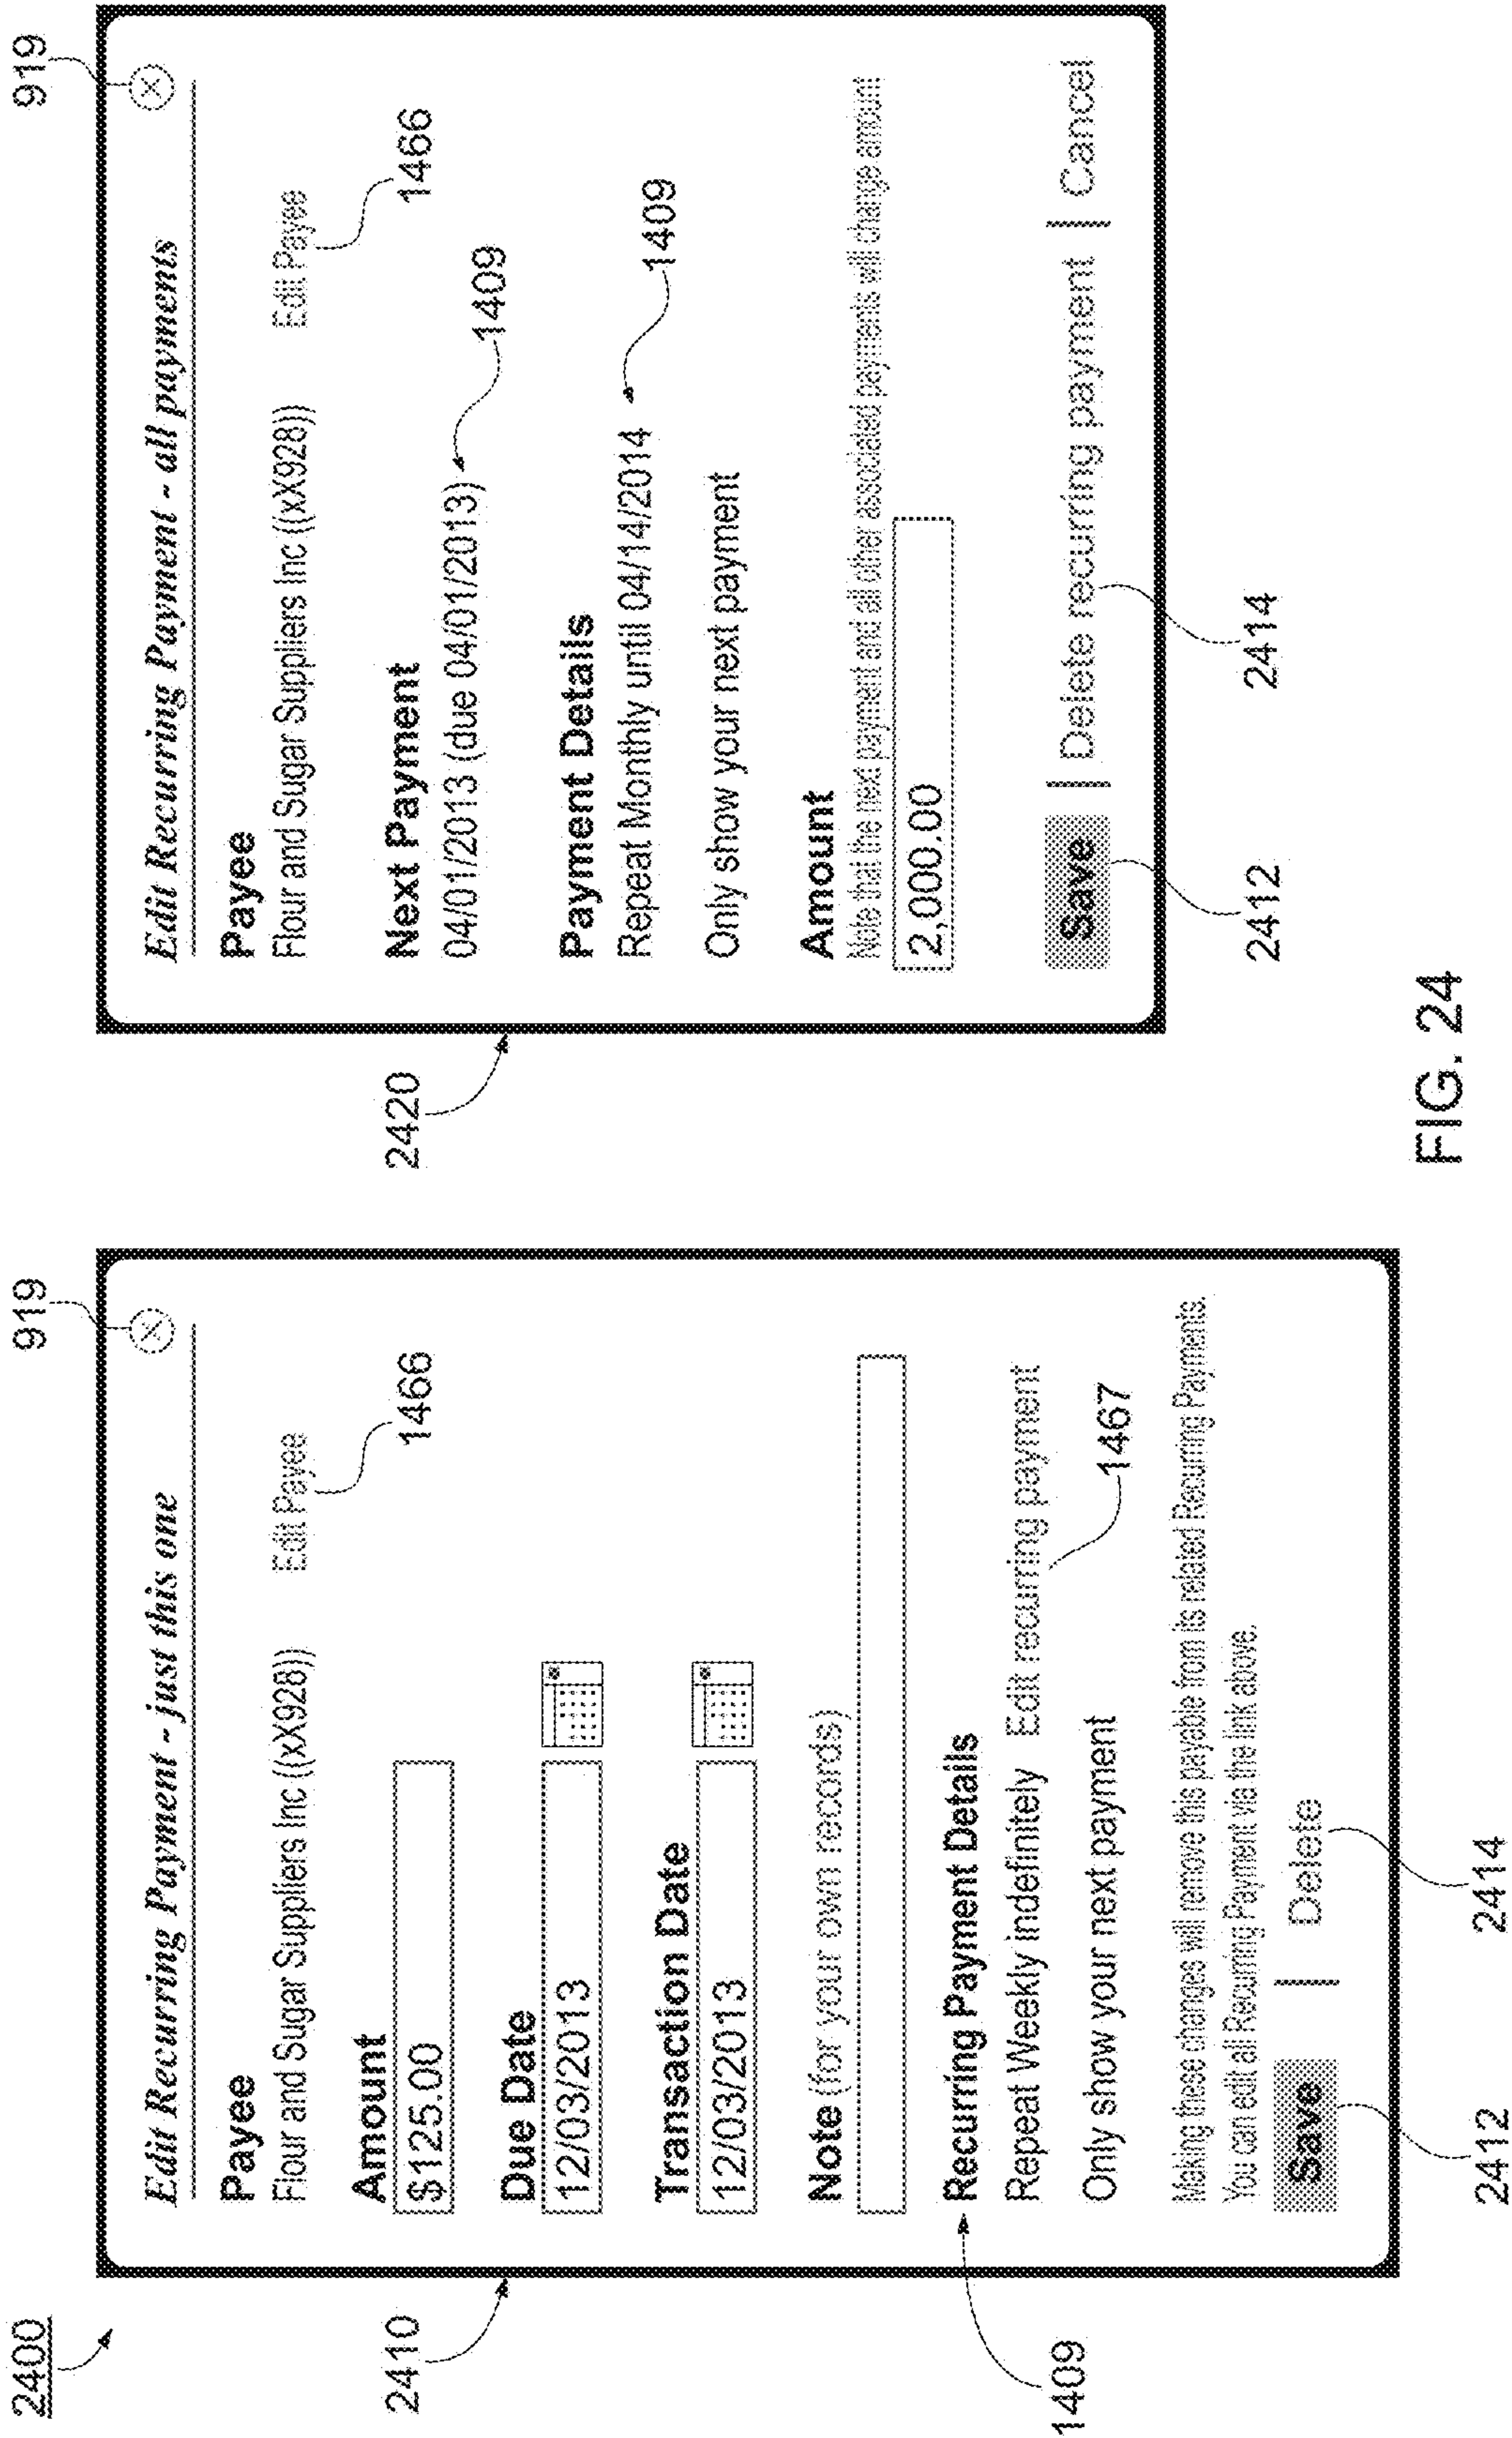 2400
919
Edit Recurring Payment - just this one
Payee
Flour and Sugar Suppliers Inc ((xX928)) Edit Payee
1466
2410
Amount
$125.00
Due Date
12/03/2013
Transaction Date
12/03/2013
Note (for your own records)
1409
Recurring Payment Details
Repeat Weekly indefinitely Edit recurring payment
1467
Only show your next payment
Making these changes will remove this payable from its related Recurring Payments.
You can edit all Recurring Payment via the link above.
Save | Delete
2412
2414
919
Edit Recurring Payment - all payments
Payee
Flour and Sugar Suppliers Inc ((xX928)) Edit Payee
1466
2420
Next Payment
04/01/2013 (due 04/01/2013)
1409
Payment Details
Repeat Monthly until 04/14/2014
1409
Only show your next payment
Amount
Note that the next payment and all other associated payments will change amount
2,000.00
Save | Delete recurring payment | Cancel
2412
2414
FIG. 24